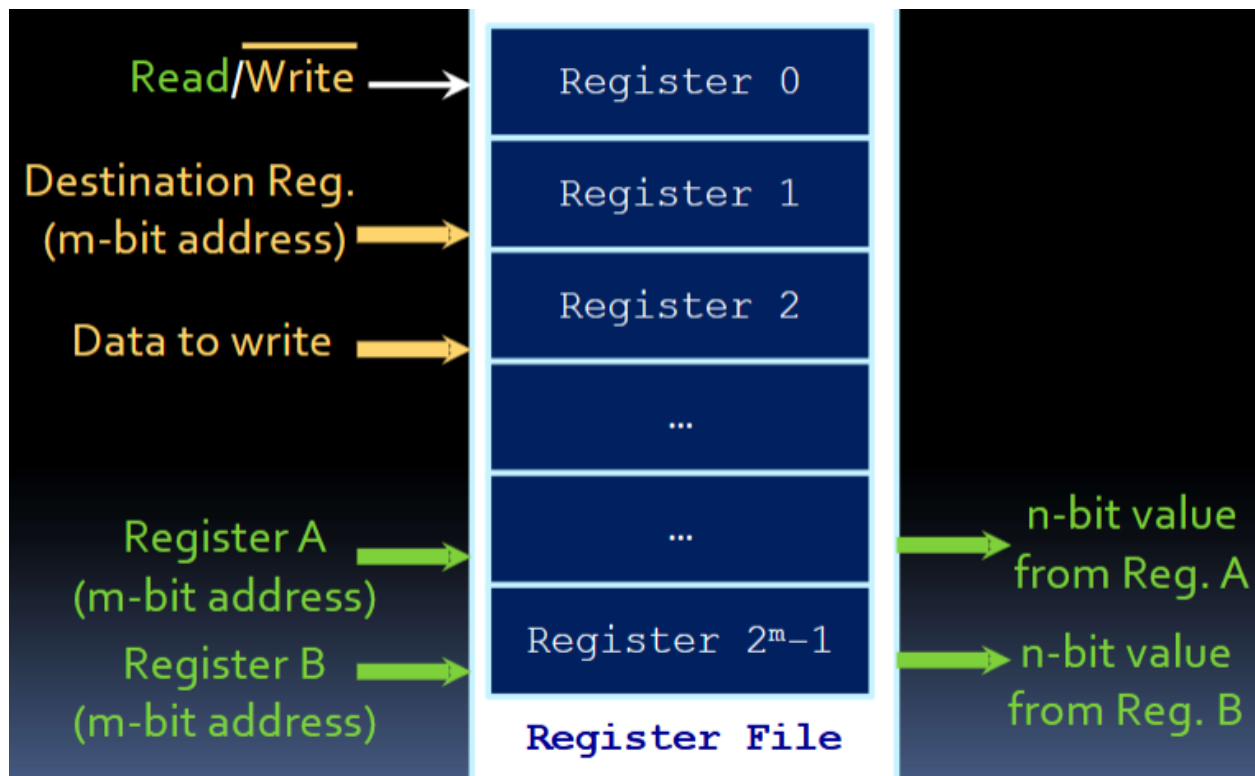 Read/Write
Destination Reg.
(m-bit address)
Data to write
Register A
(m-bit address)
Register B
(m-bit address)
Register 0
Register 1
Register 2
…
…
Register 2ᵐ–1
Register File
n-bit value
from Reg. A
n-bit value
from Reg. B